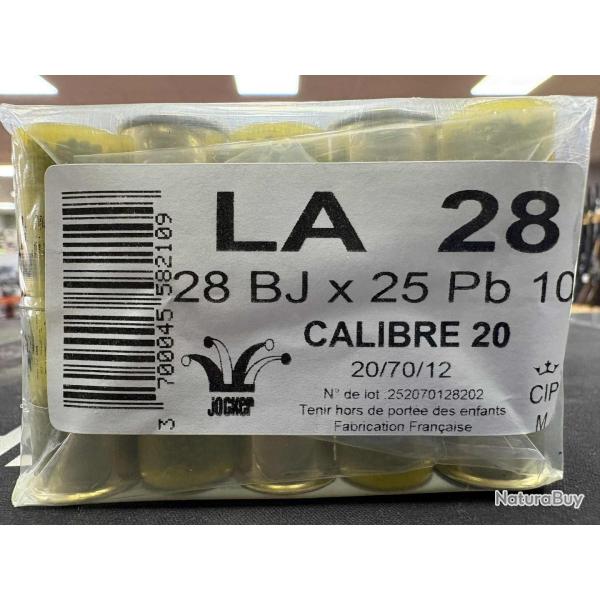 LA 28
28 BJ x 25 Pb 10
CALIBRE 20
20/70/12
N° de lot :252070128202
Tenir hors de portée des enfants
Fabrication Française
3 700045 582109
jocker
CIP
M
NaturaBuy